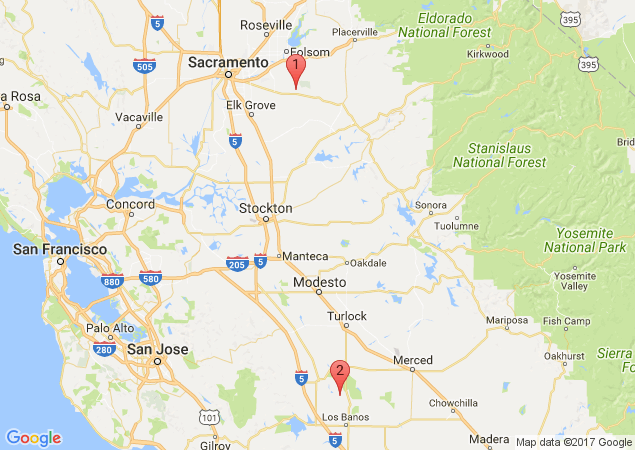 Eldorado
National Forest
395
5
Roseville
Placerville
Folsom
Kirkwood
505
Sacramento
1
395
a Rosa
Elk Grove
Vacaville
5
Stanislaus
National Forest
Concord
Stockton
Sonora
Tuolumne
Yosemite
National Park
San Francisco
Manteca
205
5
Oakdale
880
580
Modesto
Yosemite
Valley
Turlock
Palo Alto
Mariposa
Fish Camp
280
San Jose
Merced
Oakhurst
Sierra
5
2
Chowchilla
101
Los Banos
Gilroy
5
Madera
Google
Map data ©2017 Google